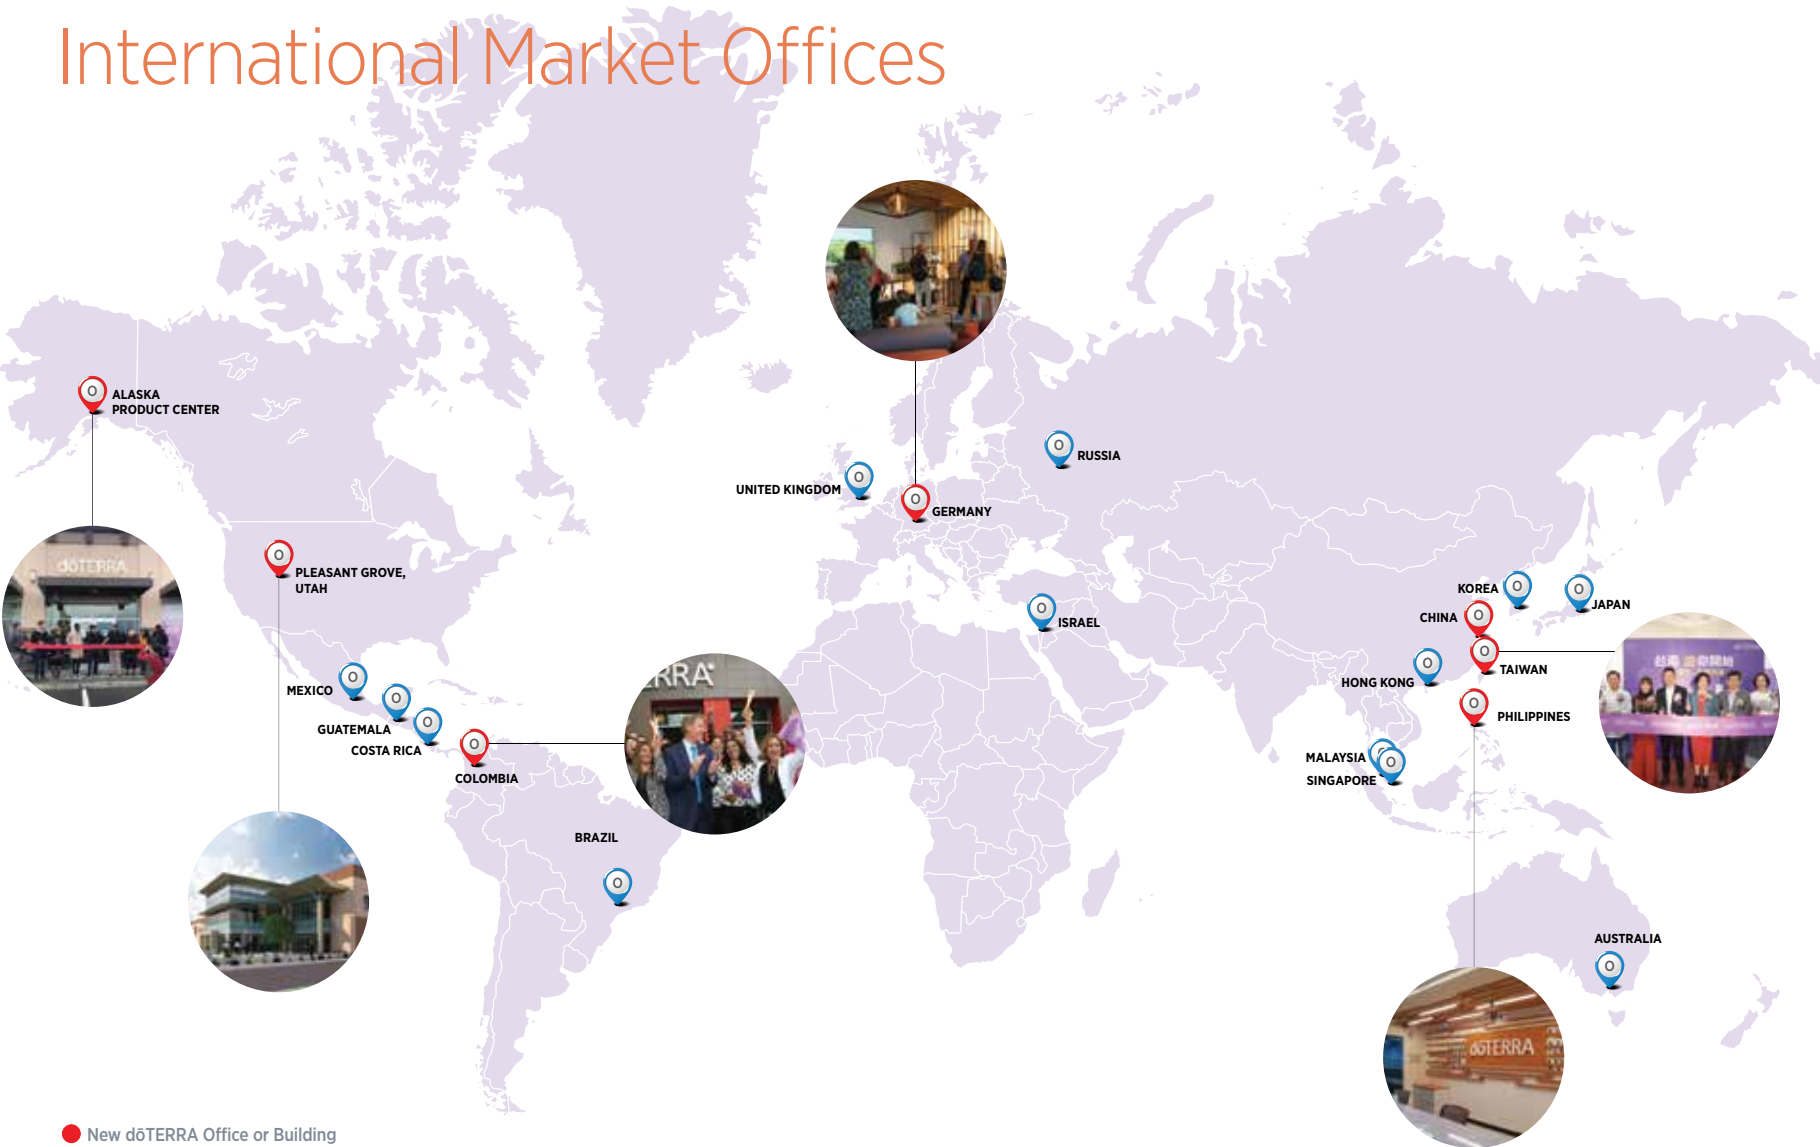 International Market Offices
ALASKA
PRODUCT CENTER
RUSSIA
UNITED KINGDOM
GERMANY
dōTERRA
PLEASANT GROVE,
UTAH
KOREA
JAPAN
CHINA
ISRAEL
TAIWAN
HONG KONG
MEXICO
PHILIPPINES
GUATEMALA
COSTA RICA
ERRA
COLOMBIA
MALAYSIA
SINGAPORE
BRAZIL
AUSTRALIA
dōTERRA
New dōTERRA Office or Building